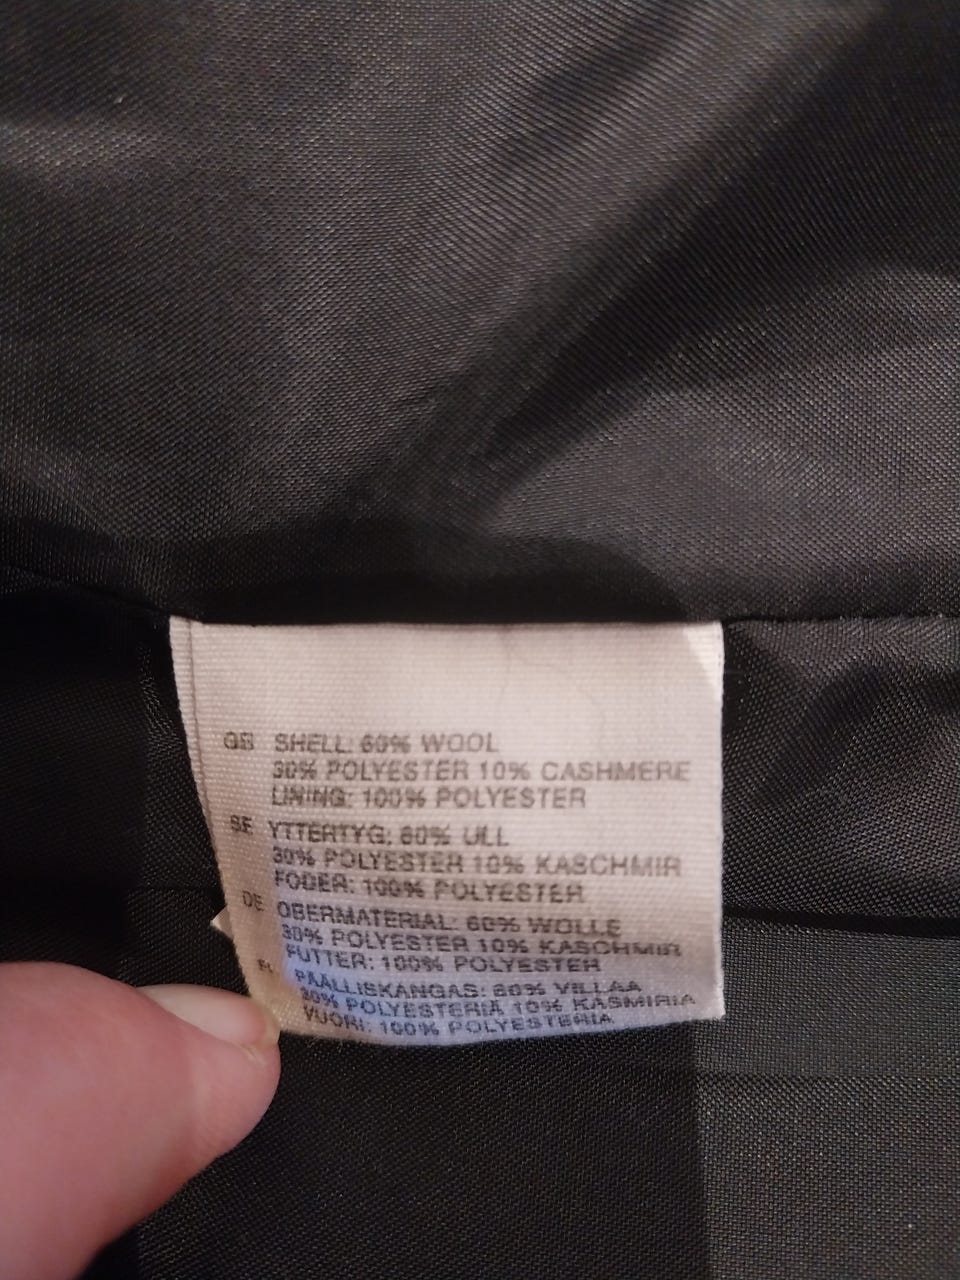 GB SHELL: 60% WOOL
30% POLYESTER 10% CASHMERE
LINING: 100% POLYESTER
SE YTTERTYG: 60% ULL
30% POLYESTER 10% KASCHMIR
FODER: 100% POLYESTER
DE OBERMATERIAL: 60% WOLLE
30% POLYESTER 10% KASCHMIR
FUTTER: 100% POLYESTER
FI PÄÄLLISKANGAS: 60% VILLAA
30% POLYESTERIÄ 10% KASMIRIA
VUORI: 100% POLYESTERIA